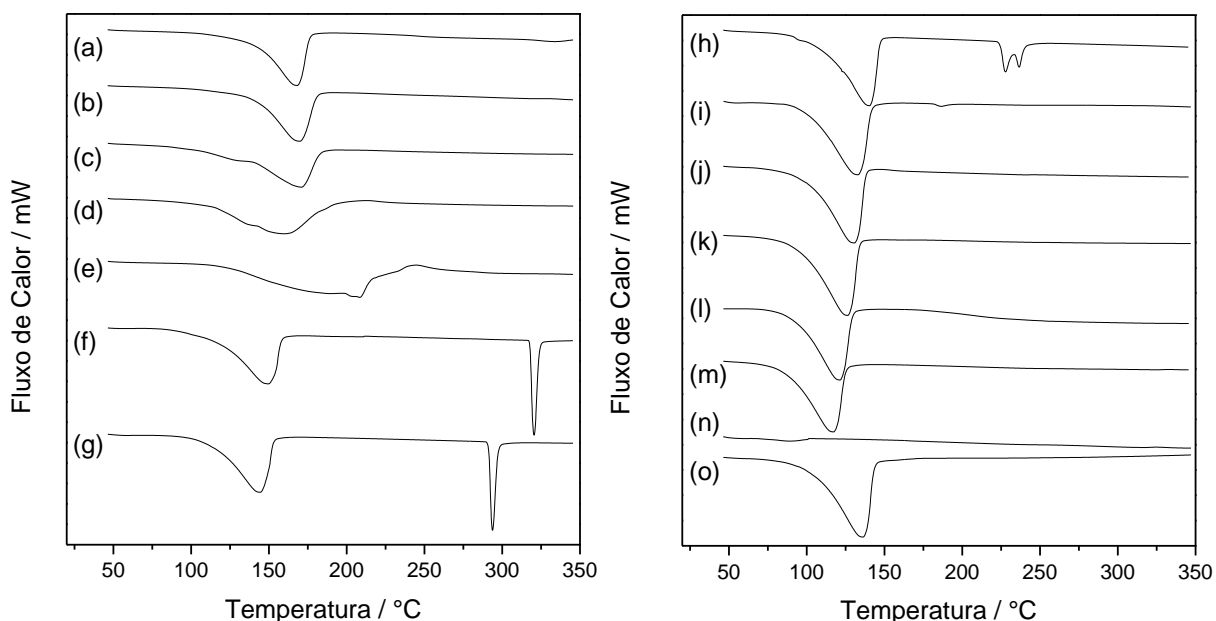 (a)
(b)
(c)
(d)
(e)
(f)
(g)
Fluxo de Calor / mW
50 100 150 200 250 300 350
Temperatura / °C
(h)
(i)
(j)
(k)
(l)
(m)
(n)
(o)
Fluxo de Calor / mW
50 100 150 200 250 300 350
Temperatura / °C